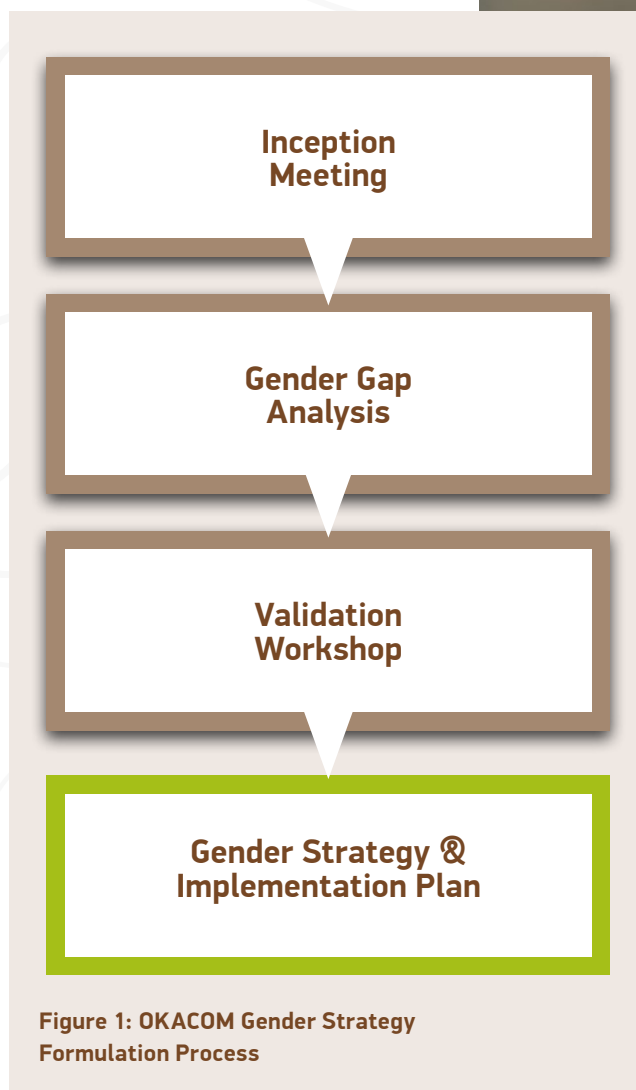 Inception
Meeting
Gender Gap
Analysis
Validation
Workshop
Gender Strategy &
Implementation Plan
Figure 1: OKACOM Gender Strategy
Formulation Process